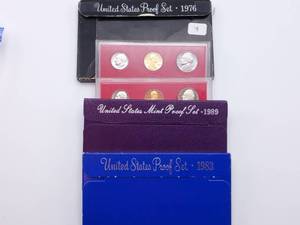 United States Proof Set · 1976
United States Mint Proof Set · 1989
United States Proof Set · 1983